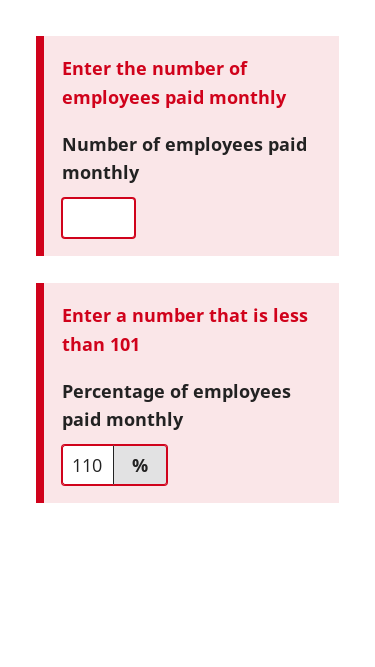 Enter the number of
employees paid monthly
Number of employees paid
monthly
Enter a number that is less
than 101
Percentage of employees
paid monthly
110 %